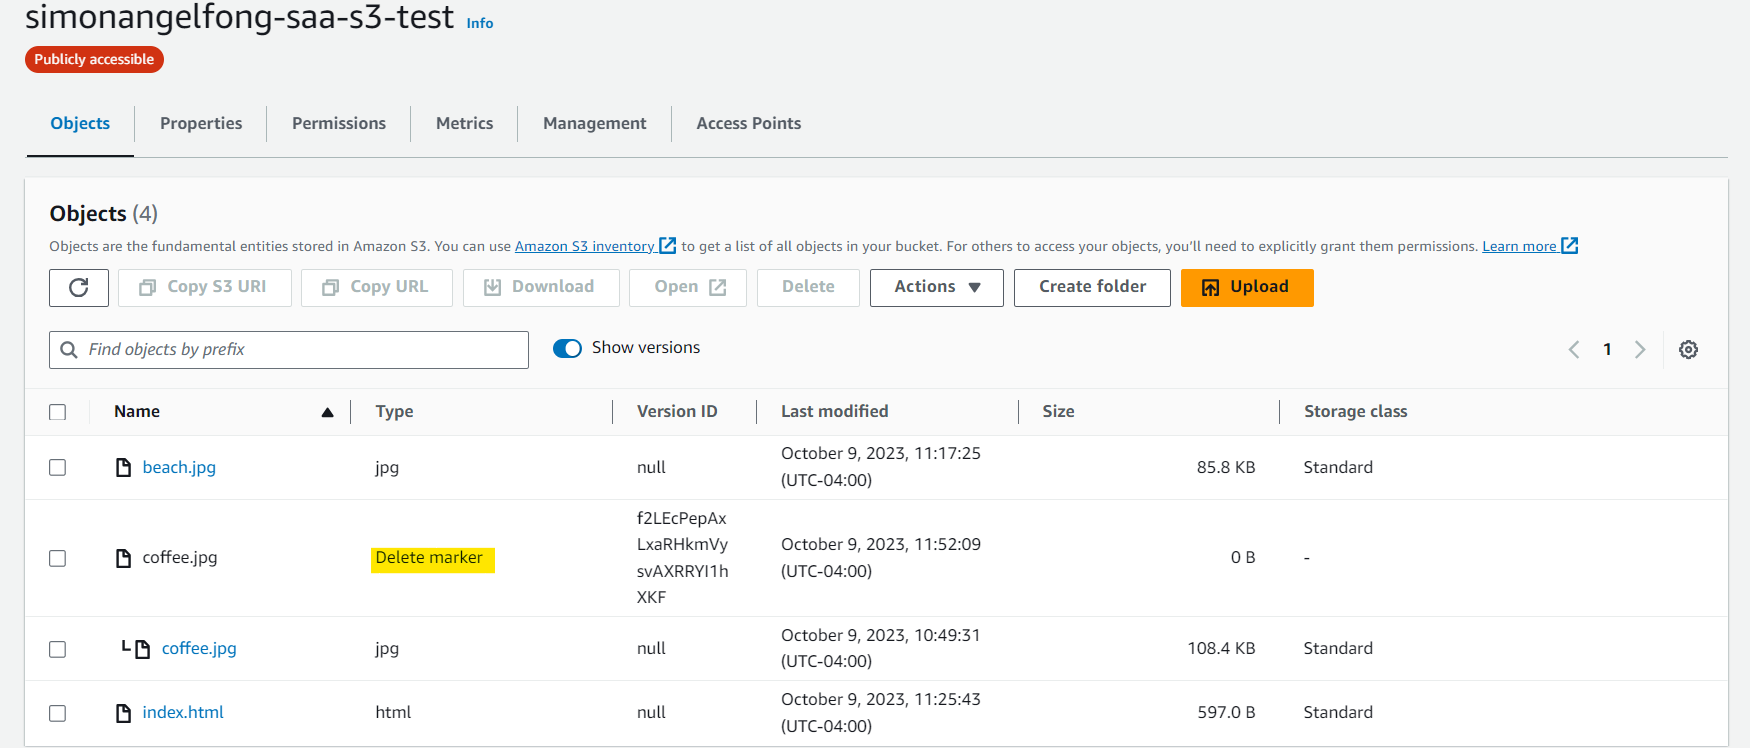 simonangelfong-saa-s3-test Info
Publicly accessible
Objects Properties Permissions Metrics Management Access Points
Objects (4)
Objects are the fundamental entities stored in Amazon S3. You can use Amazon S3 inventory to get a list of all objects in your bucket. For others to access your objects, you'll need to explicitly grant them permissions. Learn more
Copy S3 URI Copy URL Download Open Delete Actions Create folder Upload
Find objects by prefix Show versions 1
Name Type Version ID Last modified Size Storage class
beach.jpg jpg null October 9, 2023, 11:17:25 (UTC-04:00) 85.8 KB Standard
coffee.jpg Delete marker f2LEcPepAxLxaRHkmVysvAXRRYI1hXKF October 9, 2023, 11:52:09 (UTC-04:00) 0 B -
coffee.jpg jpg null October 9, 2023, 10:49:31 (UTC-04:00) 108.4 KB Standard
index.html html null October 9, 2023, 11:25:43 (UTC-04:00) 597.0 B Standard